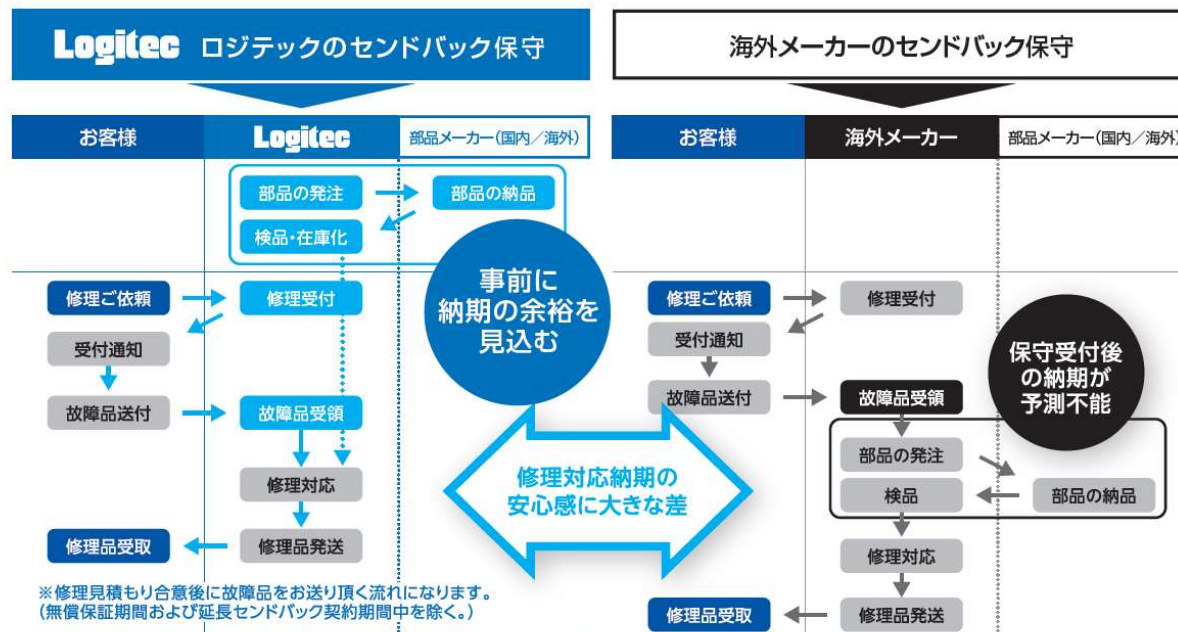 Logitec ロジテックのセンドバック保守
お客様
Logitec
部品メーカー(国内／海外)
部品の発注
部品の納品
検品・在庫化
事前に
納期の余裕を
見込む
修理ご依頼
修理受付
受付通知
故障品送付
故障品受領
修理対応
修理品受取
修理品発送
※修理見積もり合意後に故障品をお送り頂く流れになります。
(無償保証期間および延長センドバック契約期間中を除く。)
修理対応納期の
安心感に大きな差
海外メーカーのセンドバック保守
お客様
海外メーカー
部品メーカー(国内／海外)
修理ご依頼
修理受付
受付通知
保守受付後
の納期が
予測不能
故障品送付
故障品受領
部品の発注
検品
部品の納品
修理対応
修理品受取
修理品発送